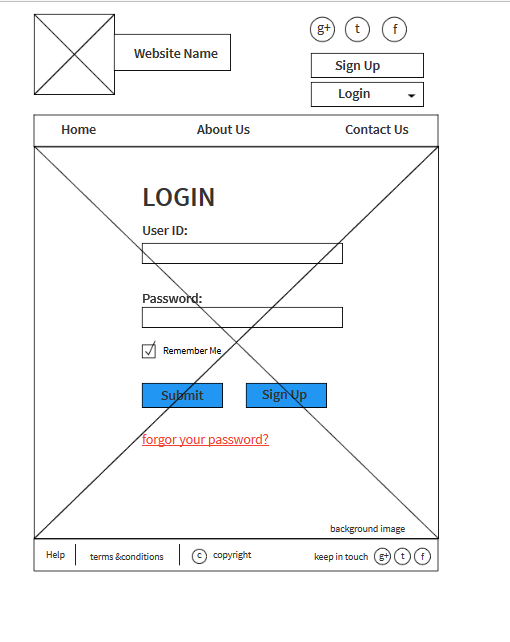 g+ t f
Website Name
Sign Up
Login
Home About Us Contact Us
LOGIN
User ID:
Password:
Remember Me
Submit Sign Up
forgor your password?
background image
Help terms &conditions c copyright keep in touch g+ t f